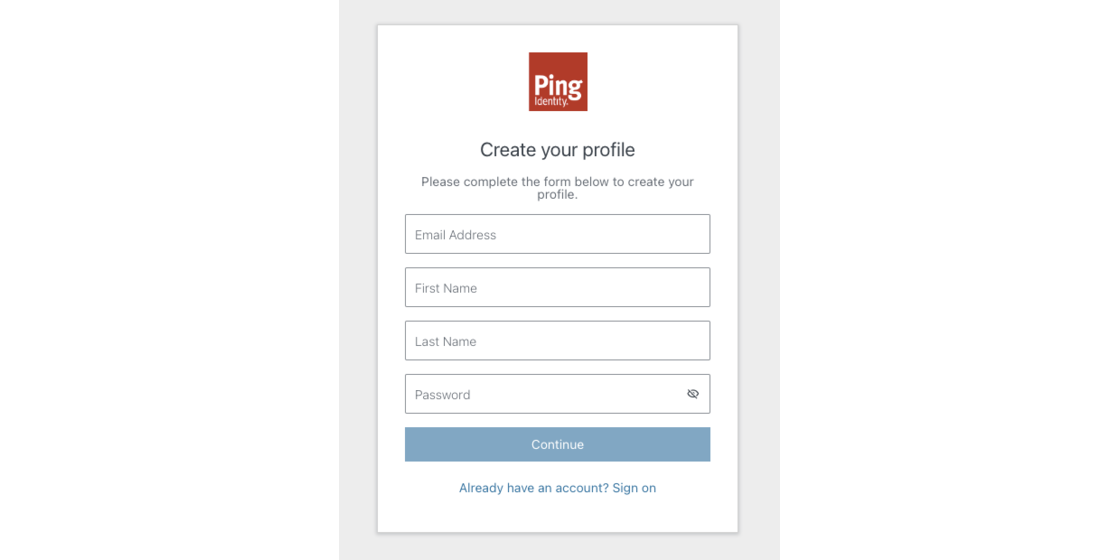 Ping
Identity.
Create your profile
Please complete the form below to create your
profile.
Email Address
First Name
Last Name
Password
Continue
Already have an account? Sign on